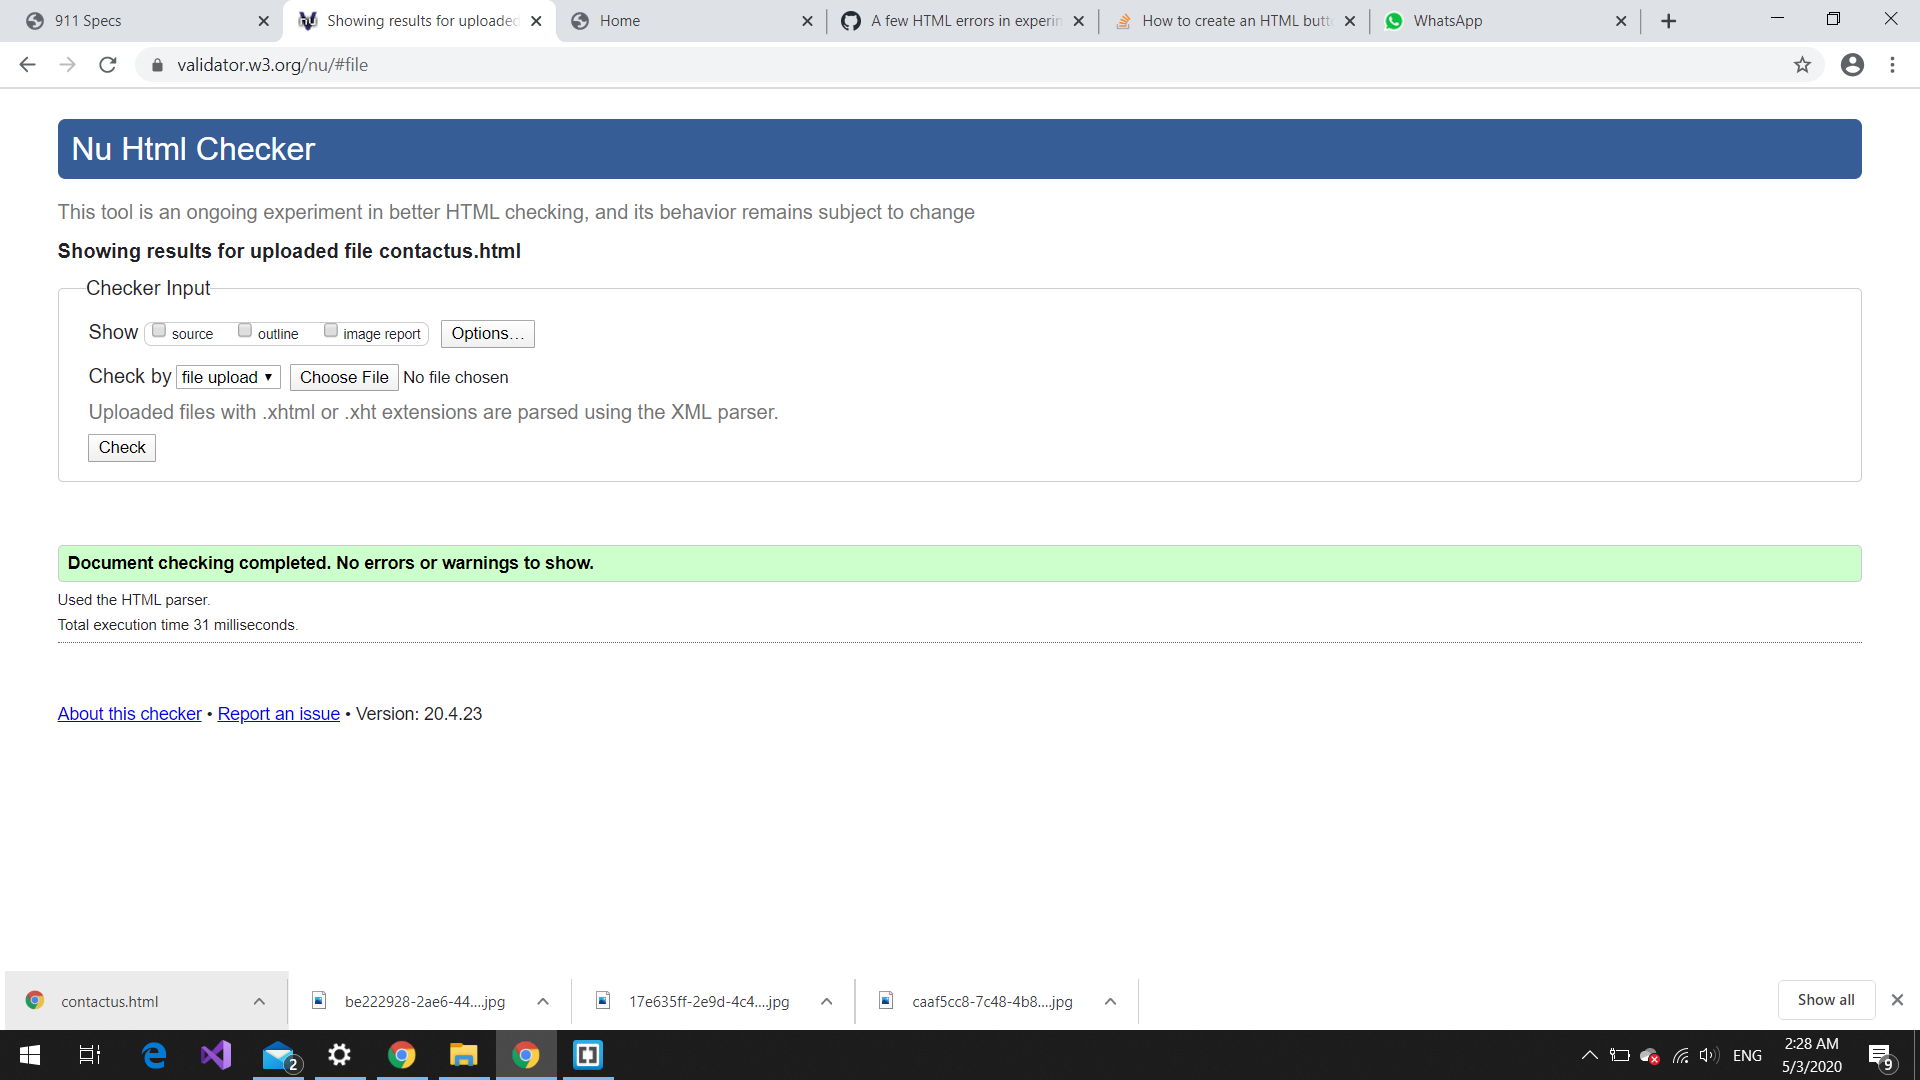 911 Specs
Showing results for uploaded
Home
A few HTML errors in experim
How to create an HTML butt
WhatsApp
validator.w3.org/nu/#file
Nu Html Checker
This tool is an ongoing experiment in better HTML checking, and its behavior remains subject to change
Showing results for uploaded file contactus.html
Checker Input
Show source outline image report Options...
Check by file upload Choose File No file chosen
Uploaded files with .xhtml or .xht extensions are parsed using the XML parser.
Check
Document checking completed. No errors or warnings to show.
Used the HTML parser.
Total execution time 31 milliseconds.
About this checker • Report an issue • Version: 20.4.23
contactus.html
be222928-2ae6-44....jpg
17e635ff-2e9d-4c4....jpg
caaf5cc8-7c48-4b8....jpg
Show all
2
ENG
2:28 AM
5/3/2020
9